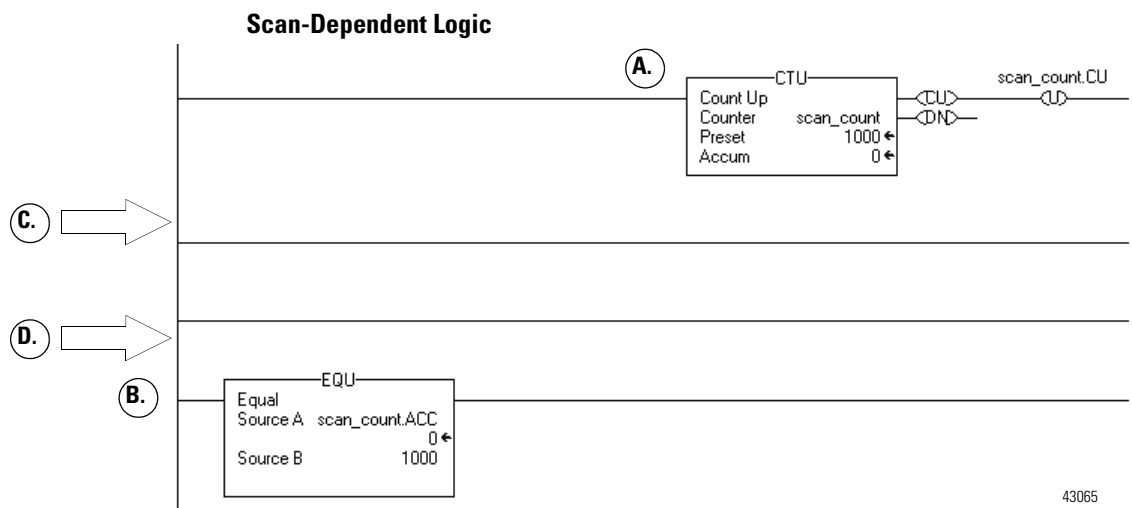 Scan-Dependent Logic
A.
CTU
scan_count.CU
Count Up
CU
U
Counter scan_count
DN
Preset 1000
Accum 0
C.
D.
B.
EQU
Equal
Source A scan_count.ACC
0
Source B 1000
43065